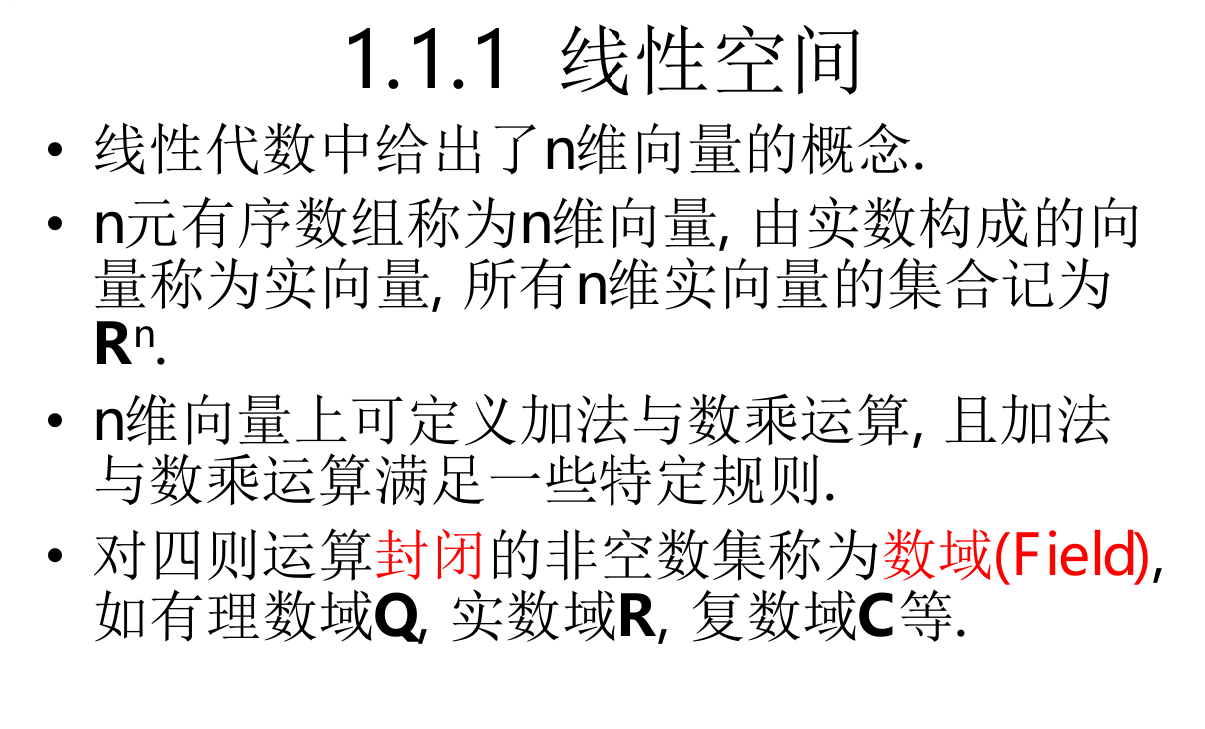 1.1.1 线性空间
• 线性代数中给出了n维向量的概念.
• n元有序数组称为n维向量, 由实数构成的向
量称为实向量, 所有n维实向量的集合记为
Rⁿ.
• n维向量上可定义加法与数乘运算, 且加法
与数乘运算满足一些特定规则.
• 对四则运算封闭的非空数集称为数域(Field),
如有理数域Q, 实数域R, 复数域C等.